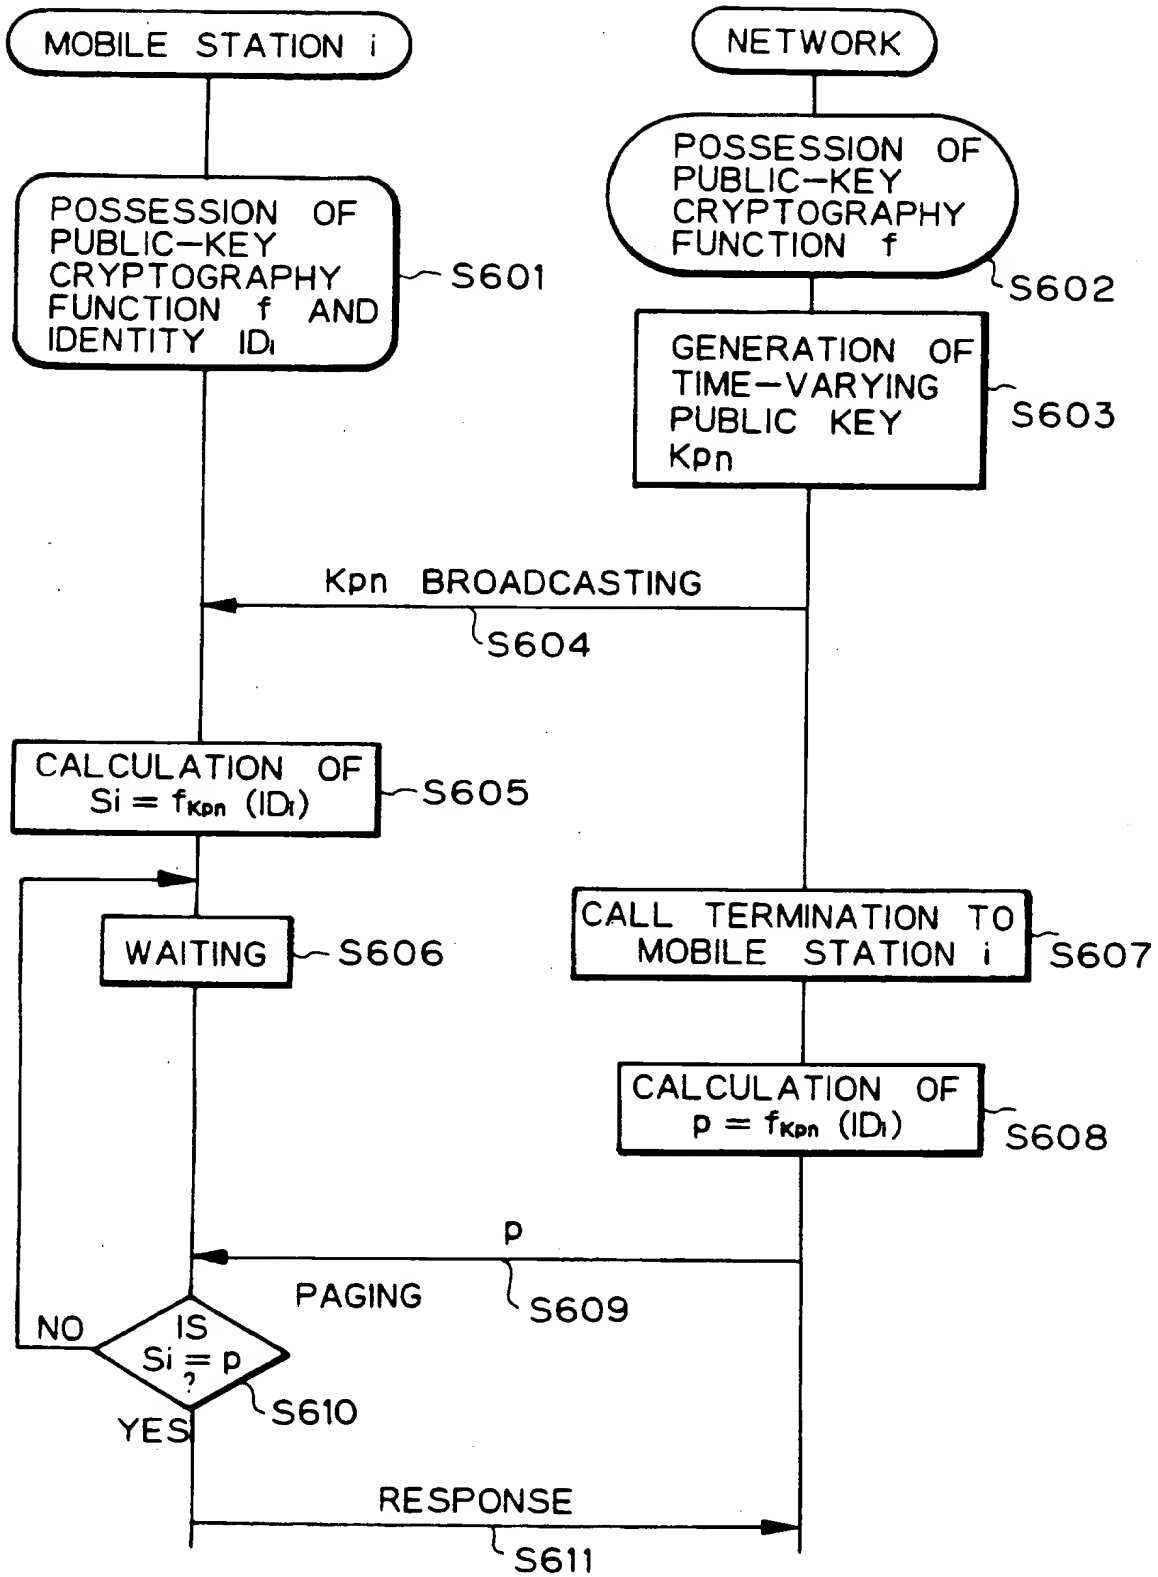 MOBILE STATION i
NETWORK
POSSESSION OF
PUBLIC-KEY
CRYPTOGRAPHY
FUNCTION f AND
IDENTITY IDi
S601
POSSESSION OF
PUBLIC-KEY
CRYPTOGRAPHY
FUNCTION f
S602
GENERATION OF
TIME-VARYING
PUBLIC KEY
Kpn
S603
Kpn BROADCASTING
S604
CALCULATION OF
Si = fKpn (IDi)
S605
WAITING
S606
CALL TERMINATION TO
MOBILE STATION i
S607
CALCULATION OF
p = fKpn (IDi)
S608
p
PAGING
S609
NO
IS
Si = p
?
S610
YES
RESPONSE
S611